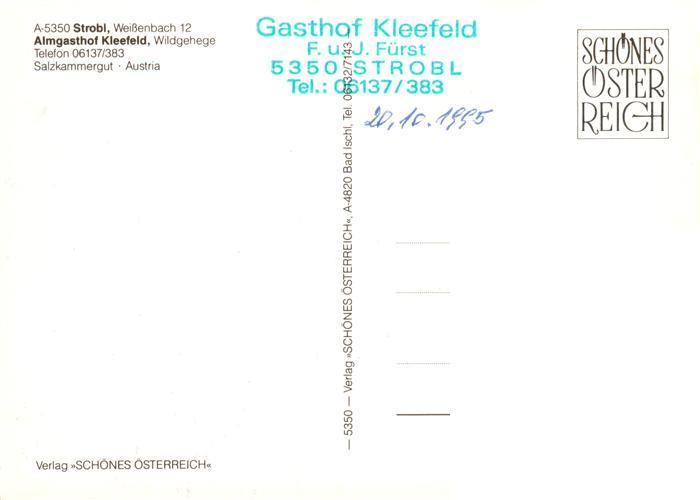 A-5350 Strobl, Weißenbach 12
Almgasthof Kleefeld, Wildgehege
Telefon 06137/383
Salzkammergut · Austria
Gasthof Kleefeld
F. u. J. Fürst
5350 STROBL
Tel.: 06137/383
20.10.1995
SCHÖNES
ÖSTER
REICH
— 5350 — Verlag »SCHÖNES ÖSTERREICH«, A-4820 Bad Ischl, Tel. 06132/7143 —
Verlag »SCHÖNES ÖSTERREICH«